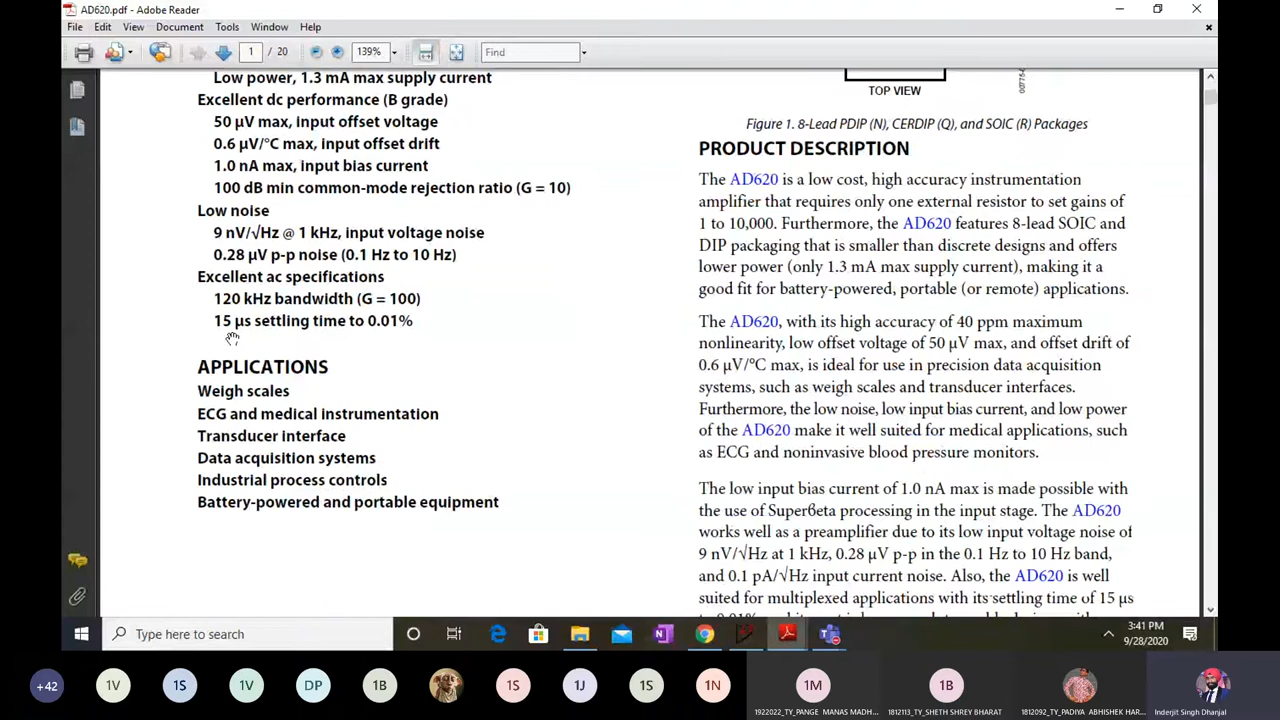 AD620.pdf - Adobe Reader
File Edit View Document Tools Window Help
1 / 20 139% Find
Low power, 1.3 mA max supply current
Excellent dc performance (B grade)
50 µV max, input offset voltage
0.6 µV/°C max, input offset drift
1.0 nA max, input bias current
100 dB min common-mode rejection ratio (G = 10)
Low noise
9 nV/√Hz @ 1 kHz, input voltage noise
0.28 µV p-p noise (0.1 Hz to 10 Hz)
Excellent ac specifications
120 kHz bandwidth (G = 100)
15 µs settling time to 0.01%
APPLICATIONS
Weigh scales
ECG and medical instrumentation
Transducer interface
Data acquisition systems
Industrial process controls
Battery-powered and portable equipment
TOP VIEW
Figure 1. 8-Lead PDIP (N), CERDIP (Q), and SOIC (R) Packages
PRODUCT DESCRIPTION
The AD620 is a low cost, high accuracy instrumentation
amplifier that requires only one external resistor to set gains of
1 to 10,000. Furthermore, the AD620 features 8-lead SOIC and
DIP packaging that is smaller than discrete designs and offers
lower power (only 1.3 mA max supply current), making it a
good fit for battery-powered, portable (or remote) applications.
The AD620, with its high accuracy of 40 ppm maximum
nonlinearity, low offset voltage of 50 µV max, and offset drift of
0.6 µV/°C max, is ideal for use in precision data acquisition
systems, such as weigh scales and transducer interfaces.
Furthermore, the low noise, low input bias current, and low power
of the AD620 make it well suited for medical applications, such
as ECG and noninvasive blood pressure monitors.
The low input bias current of 1.0 nA max is made possible with
the use of Superβeta processing in the input stage. The AD620
works well as a preamplifier due to its low input voltage noise of
9 nV/√Hz at 1 kHz, 0.28 µV p-p in the 0.1 Hz to 10 Hz band,
and 0.1 pA/√Hz input current noise. Also, the AD620 is well
suited for multiplexed applications with its settling time of 15 µs
Type here to search
3:41 PM
9/28/2020
+42 1V 1S 1V DP 1B 1S 1J 1S 1N 1M 1B
1922022_TY_PANGE MANAS MADH... 1812113_TY_SHETH SHREY BHARAT 1812092_TY_PADIYA ABHISHEK HAR... Inderjit Singh Dhanjal